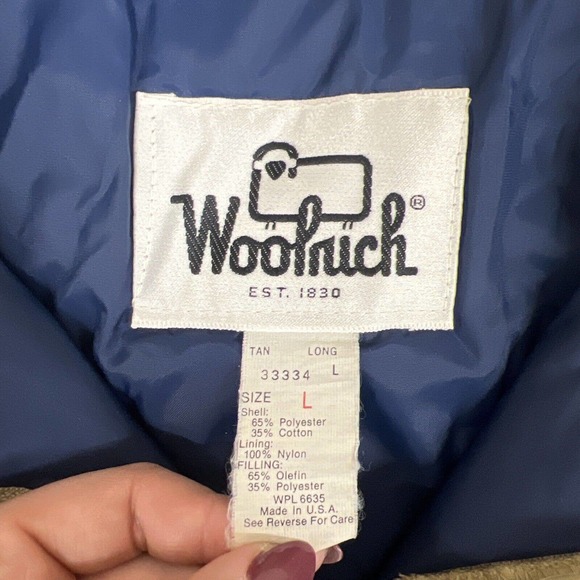 Woolrich®
EST. 1830
TAN LONG
33334 L
SIZE L
Shell:
65% Polyester
35% Cotton
Lining:
100% Nylon
FILLING:
65% Olefin
35% Polyester
WPL 6635
Made in U.S.A.
See Reverse For Care